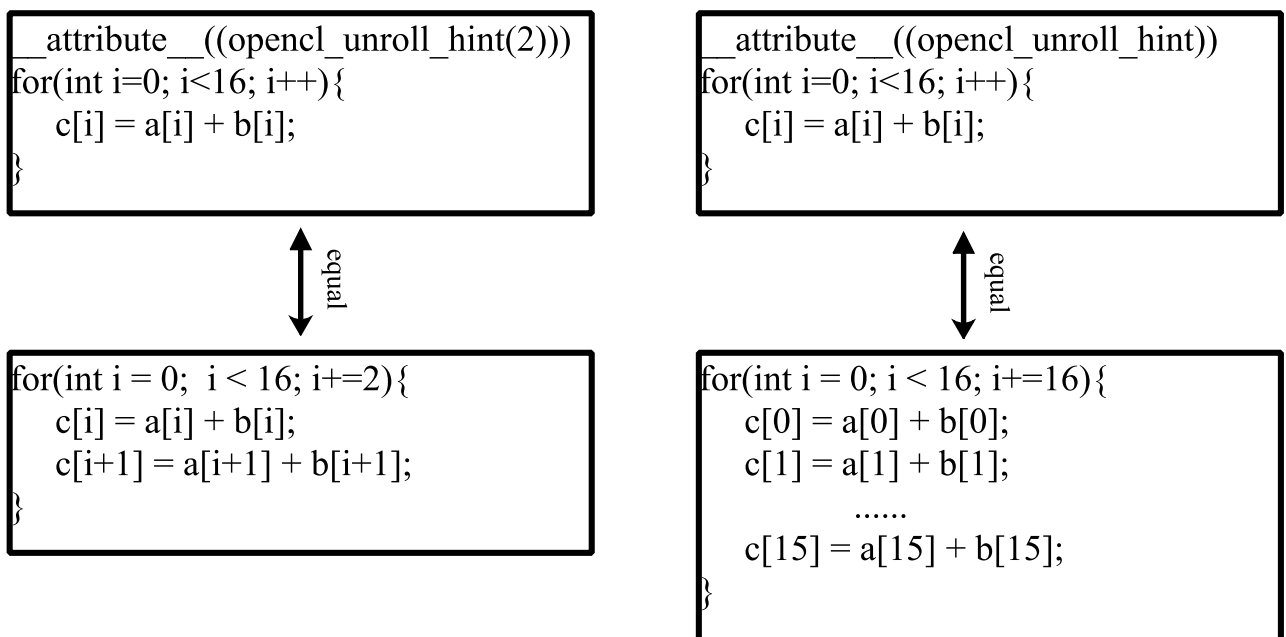 __attribute__((opencl_unroll_hint(2)))
for(int i=0; i<16; i++){
c[i] = a[i] + b[i];
}
equal
for(int i = 0;  i < 16; i+=2){
c[i] = a[i] + b[i];
c[i+1] = a[i+1] + b[i+1];
}
__attribute__((opencl_unroll_hint))
for(int i=0; i<16; i++){
c[i] = a[i] + b[i];
}
equal
for(int i = 0; i < 16; i+=16){
c[0] = a[0] + b[0];
c[1] = a[1] + b[1];
......
c[15] = a[15] + b[15];
}